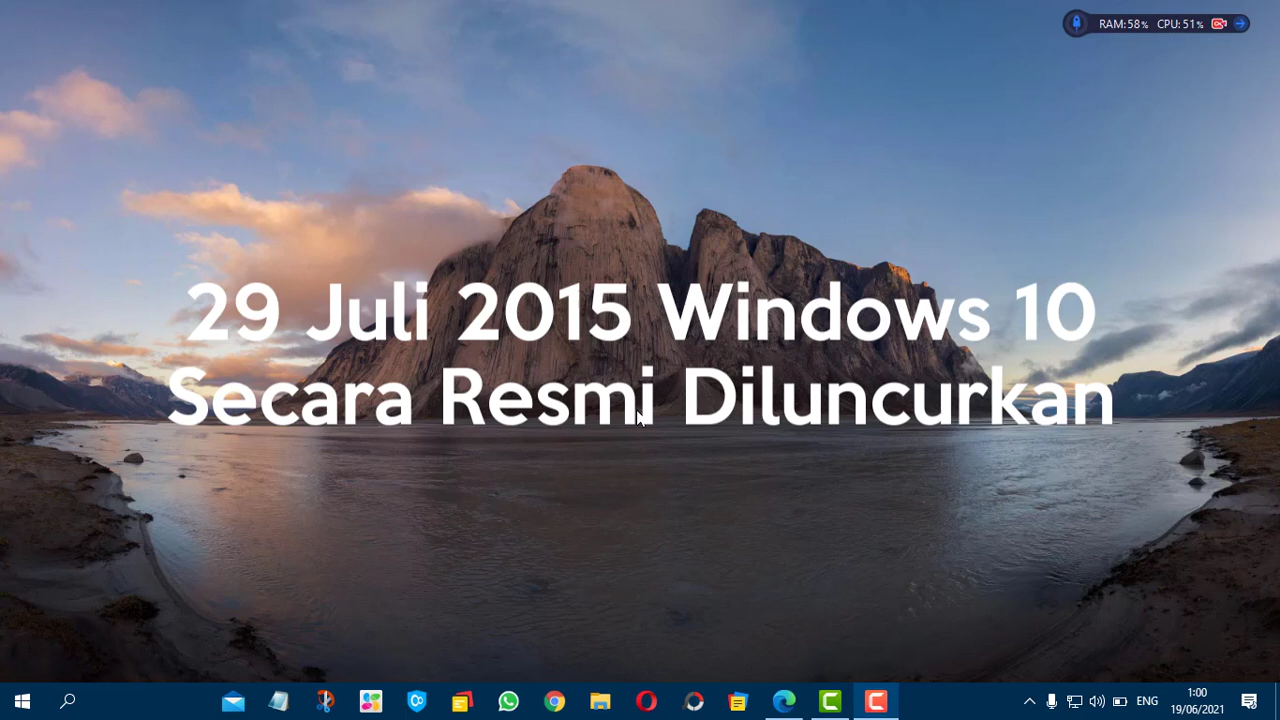 RAM:58% CPU:51%
29 Juli 2015 Windows 10
Secara Resmi Diluncurkan
ENG
1:00
19/06/2021